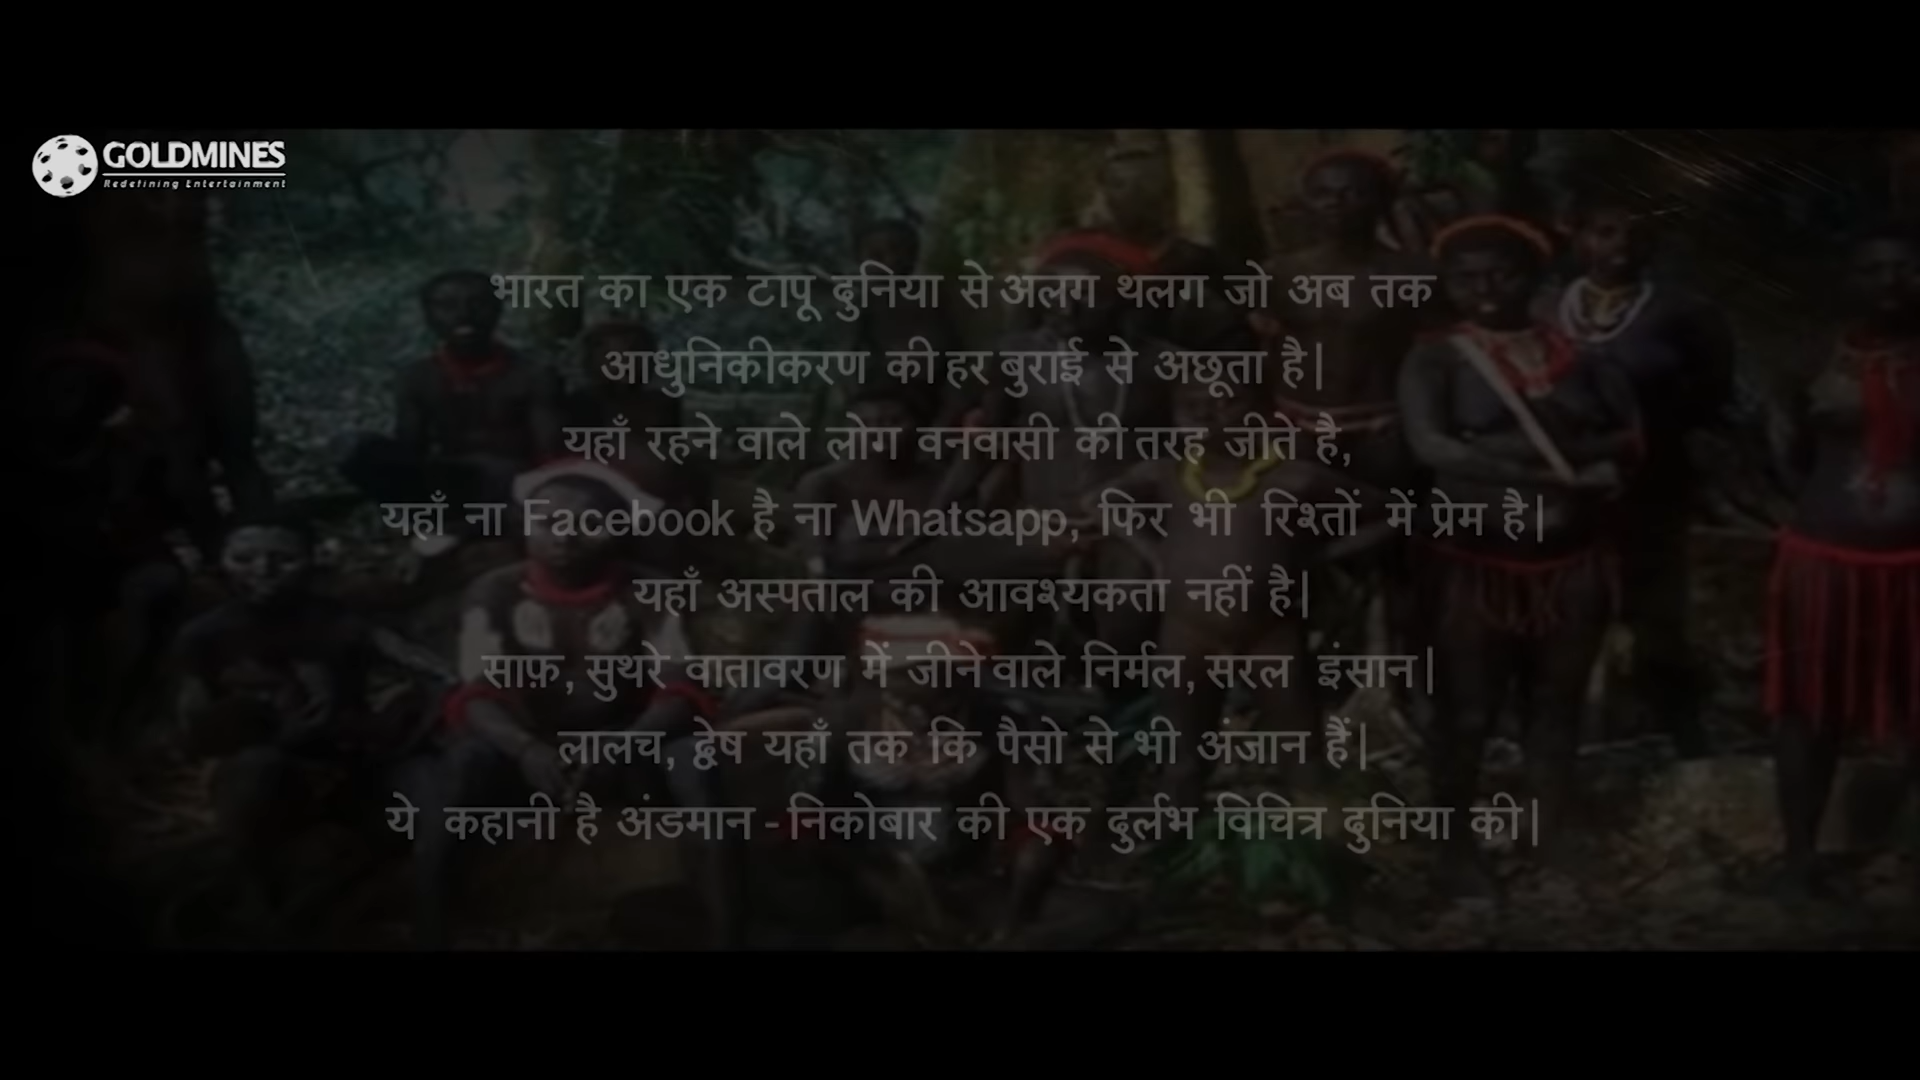 GOLDMINES
Redefining Entertainment
भारत का एक टापू दुनिया से अलग थलग जो अब तक
आधुनिकीकरण की हर बुराई से अछूता है|
यहाँ रहने वाले लोग वनवासी की तरह जीते है,
यहाँ ना Facebook है ना Whatsapp, फिर भी रिश्तों में प्रेम है|
यहाँ अस्पताल की आवश्यकता नहीं है|
साफ़, सुथरे वातावरण में जीने वाले निर्मल, सरल इंसान|
लालच, द्वेष यहाँ तक कि पैसो से भी अंजान हैं|
ये कहानी है अंडमान - निकोबार की एक दुर्लभ विचित्र दुनिया की|